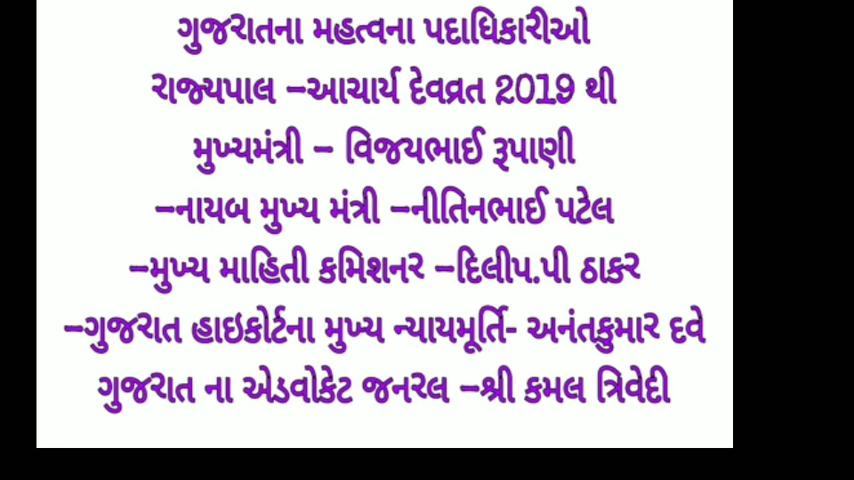 ગુજરાતના મહત્વના પદાધિકારીઓ
રાજ્યપાલ –આચાર્ય દેવવ્રત 2019 થી
મુખ્યમંત્રી – વિજયભાઈ રૂપાણી
–નાયબ મુખ્ય મંત્રી –નીતિનભાઈ પટેલ
–મુખ્ય માહિતી કમિશનર –દિલીપ.પી ઠાકર
–ગુજરાત હાઇકોર્ટના મુખ્ય ન્યાયમૂર્તિ- અનંતકુમાર દવે
ગુજરાત ના એડવોકેટ જનરલ –શ્રી કમલ ત્રિવેદી